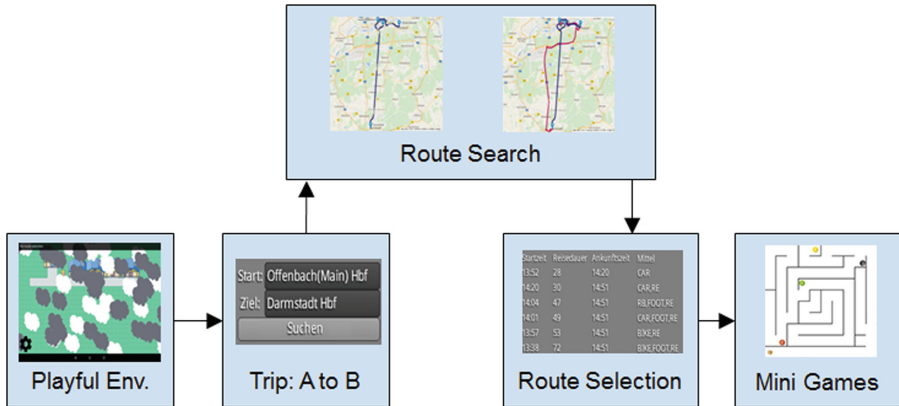 Route Search
Playful Env.
Start: Offenbach(Main) Hbf
Ziel: Darmstadt Hbf
Suchen
Trip: A to B
Startzeit Reisedauer Ankunftszeit Mittel
13:52 28 14:20 CAR
14:20 30 14:51 CAR,RE
14:04 47 14:51 RB,FOOT,RE
14:01 49 14:51 CAR,FOOT,RE
13:57 53 14:51 BIKE,RE
13:38 72 14:51 BIKE,FOOT,RE
Route Selection
Mini Games